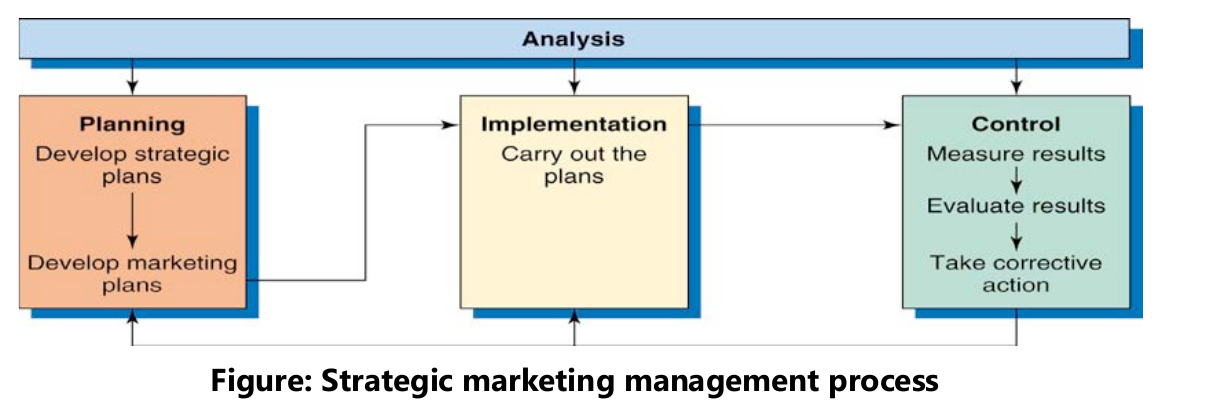 Analysis
Planning
Develop strategic
plans
Develop marketing
plans
Implementation
Carry out the
plans
Control
Measure results
Evaluate results
Take corrective
action
Figure: Strategic marketing management process